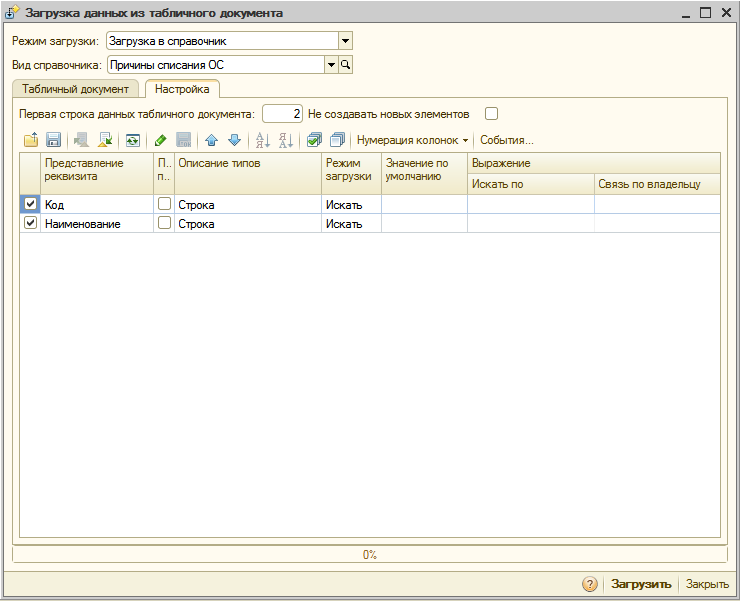 Загрузка данных из табличного документа
Режим загрузки: Загрузка в справочник
Вид справочника: Причины списания ОС
Табличный документ Настройка
Первая строка данных табличного документа: 2 Не создавать новых элементов
Нумерация колонок События...
Представление реквизита П.. п.. Описание типов Режим загрузки Значение по умолчанию Выражение
Искать по Связь по владельцу
Код Строка Искать
Наименование Строка Искать
0%
? Загрузить Закрыть